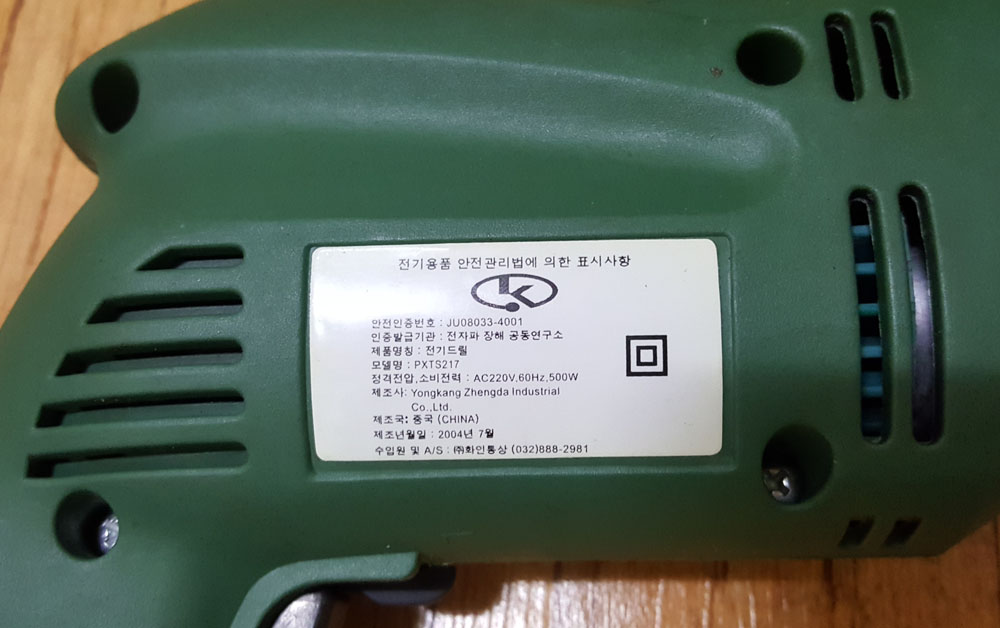 전기용품 안전관리법에 의한 표시사항
안전인증번호 : JU08033-4001
인증발급기관 : 전자파 장해 공동연구소
제품명칭 : 전기드릴
모델명 : PXTS217
정격전압,소비전력 : AC220V,60Hz,500W
제조사: Yongkang Zhengda Industrial
Co.,Ltd.
제조국: 중국 (CHINA)
제조년월일 : 2004년 7월
수입원 및 A/S : ㈜화인통상 (032)888-2981